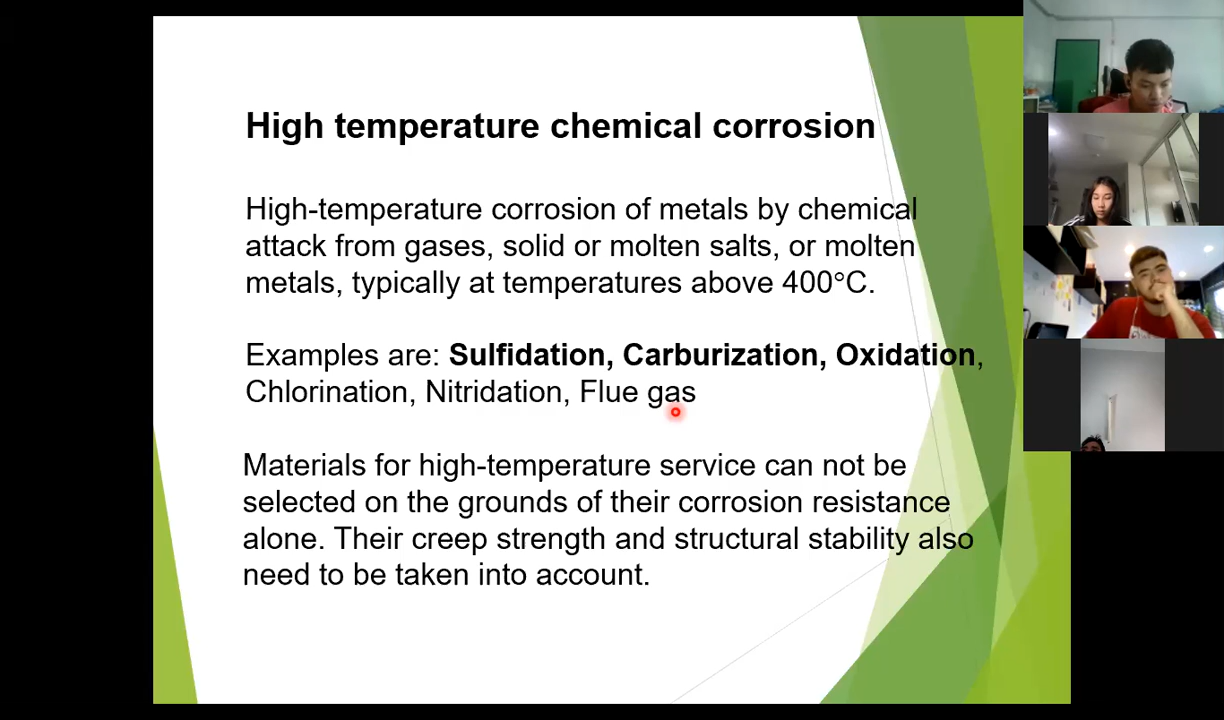 High temperature chemical corrosion
High-temperature corrosion of metals by chemical
attack from gases, solid or molten salts, or molten
metals, typically at temperatures above 400°C.
Examples are: Sulfidation, Carburization, Oxidation,
Chlorination, Nitridation, Flue gas
Materials for high-temperature service can not be
selected on the grounds of their corrosion resistance
alone. Their creep strength and structural stability also
need to be taken into account.